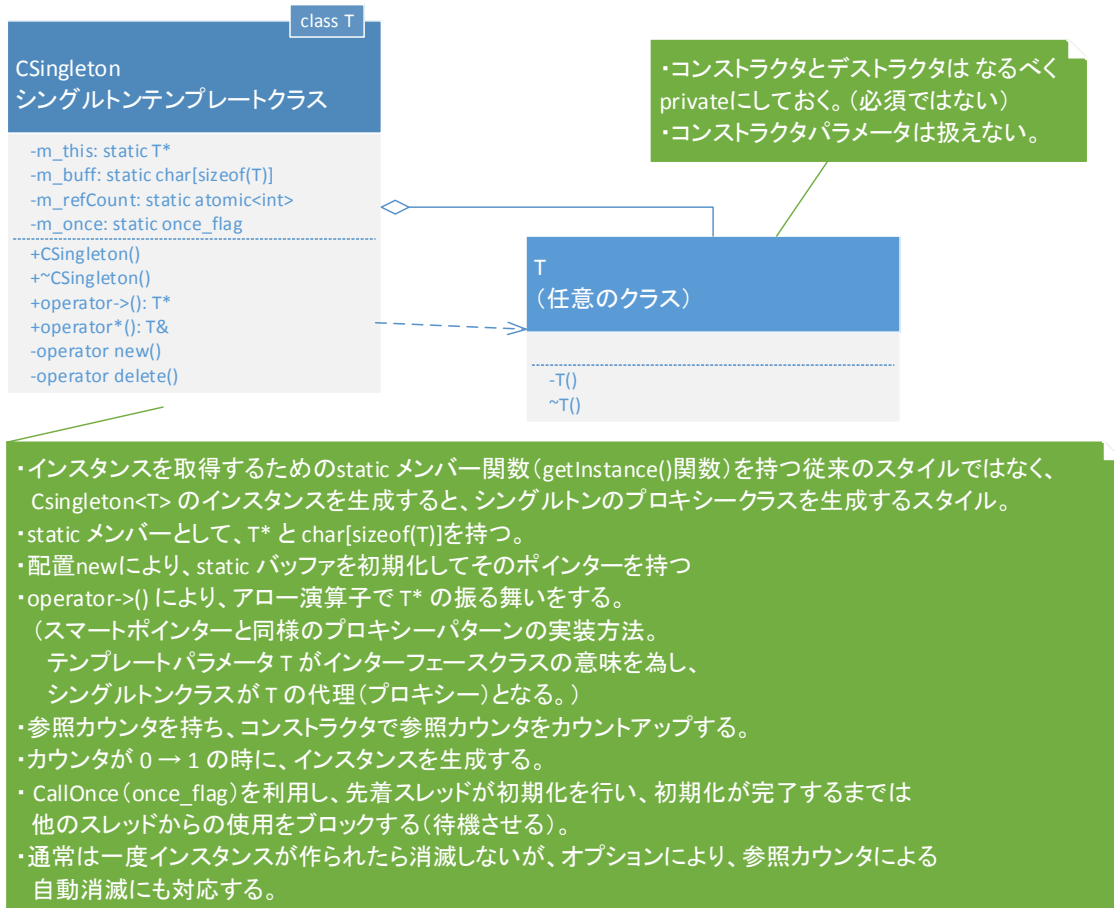 class T
CSingleton
シングルトンテンプレートクラス
-m_this: static T*
-m_buff: static char[sizeof(T)]
-m_refCount: static atomic<int>
-m_once: static once_flag
+CSingleton()
+~CSingleton()
+operator->(): T*
+operator*(): T&
-operator new()
-operator delete()
・コンストラクタとデストラクタは なるべく
privateにしておく。（必須ではない）
・コンストラクタパラメータは扱えない。
T
（任意のクラス）
-T()
~T()
・インスタンスを取得するためのstatic メンバー関数（getInstance()関数）を持つ従来のスタイルではなく、
Csingleton<T> のインスタンスを生成すると、シングルトンのプロキシークラスを生成するスタイル。
・static メンバーとして、T* と char[sizeof(T)]を持つ。
・配置newにより、static バッファを初期化してそのポインターを持つ
・operator->() により、アロー演算子で T* の振る舞いをする。
（スマートポインターと同様のプロキシーパターンの実装方法。
テンプレートパラメータ T がインターフェースクラスの意味を為し、
シングルトンクラスが T の代理（プロキシー）となる。）
・参照カウンタを持ち、コンストラクタで参照カウンタをカウントアップする。
・カウンタが 0 → 1 の時に、インスタンスを生成する。
・ CallOnce（once_flag）を利用し、先着スレッドが初期化を行い、初期化が完了するまでは
他のスレッドからの使用をブロックする（待機させる）。
・通常は一度インスタンスが作られたら消滅しないが、オプションにより、参照カウンタによる
自動消滅にも対応する。